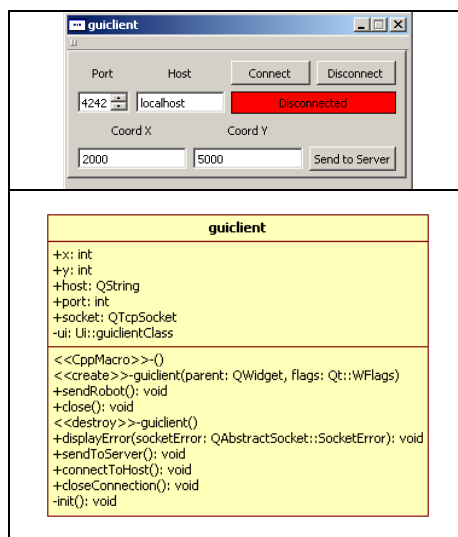 guiclient
Port Host Connect Disconnect
4242 localhost Disconnected
Coord X Coord Y
2000 5000 Send to Server
guiclient
+x: int
+y: int
+host: QString
+port: int
+socket: QTcpSocket
-ui: Ui::guiclientClass
<<CppMacro>>-()
<<create>>-guiclient(parent: QWidget, flags: Qt::WFlags)
+sendRobot(): void
+close(): void
<<destroy>>-guiclient()
+displayError(socketError: QAbstractSocket::SocketError): void
+sendToServer(): void
+connectToHost(): void
+closeConnection(): void
-init(): void